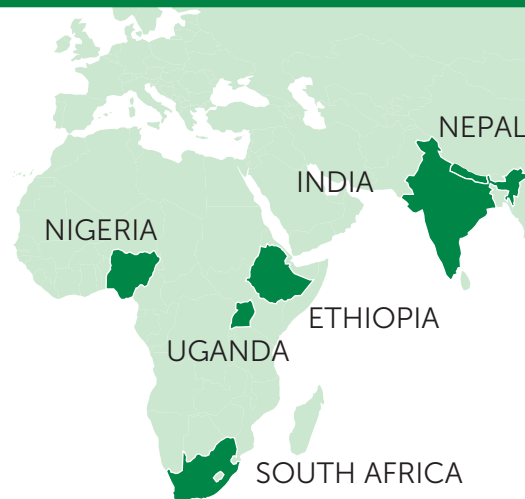 NEPAL
INDIA
NIGERIA
ETHIOPIA
UGANDA
SOUTH AFRICA